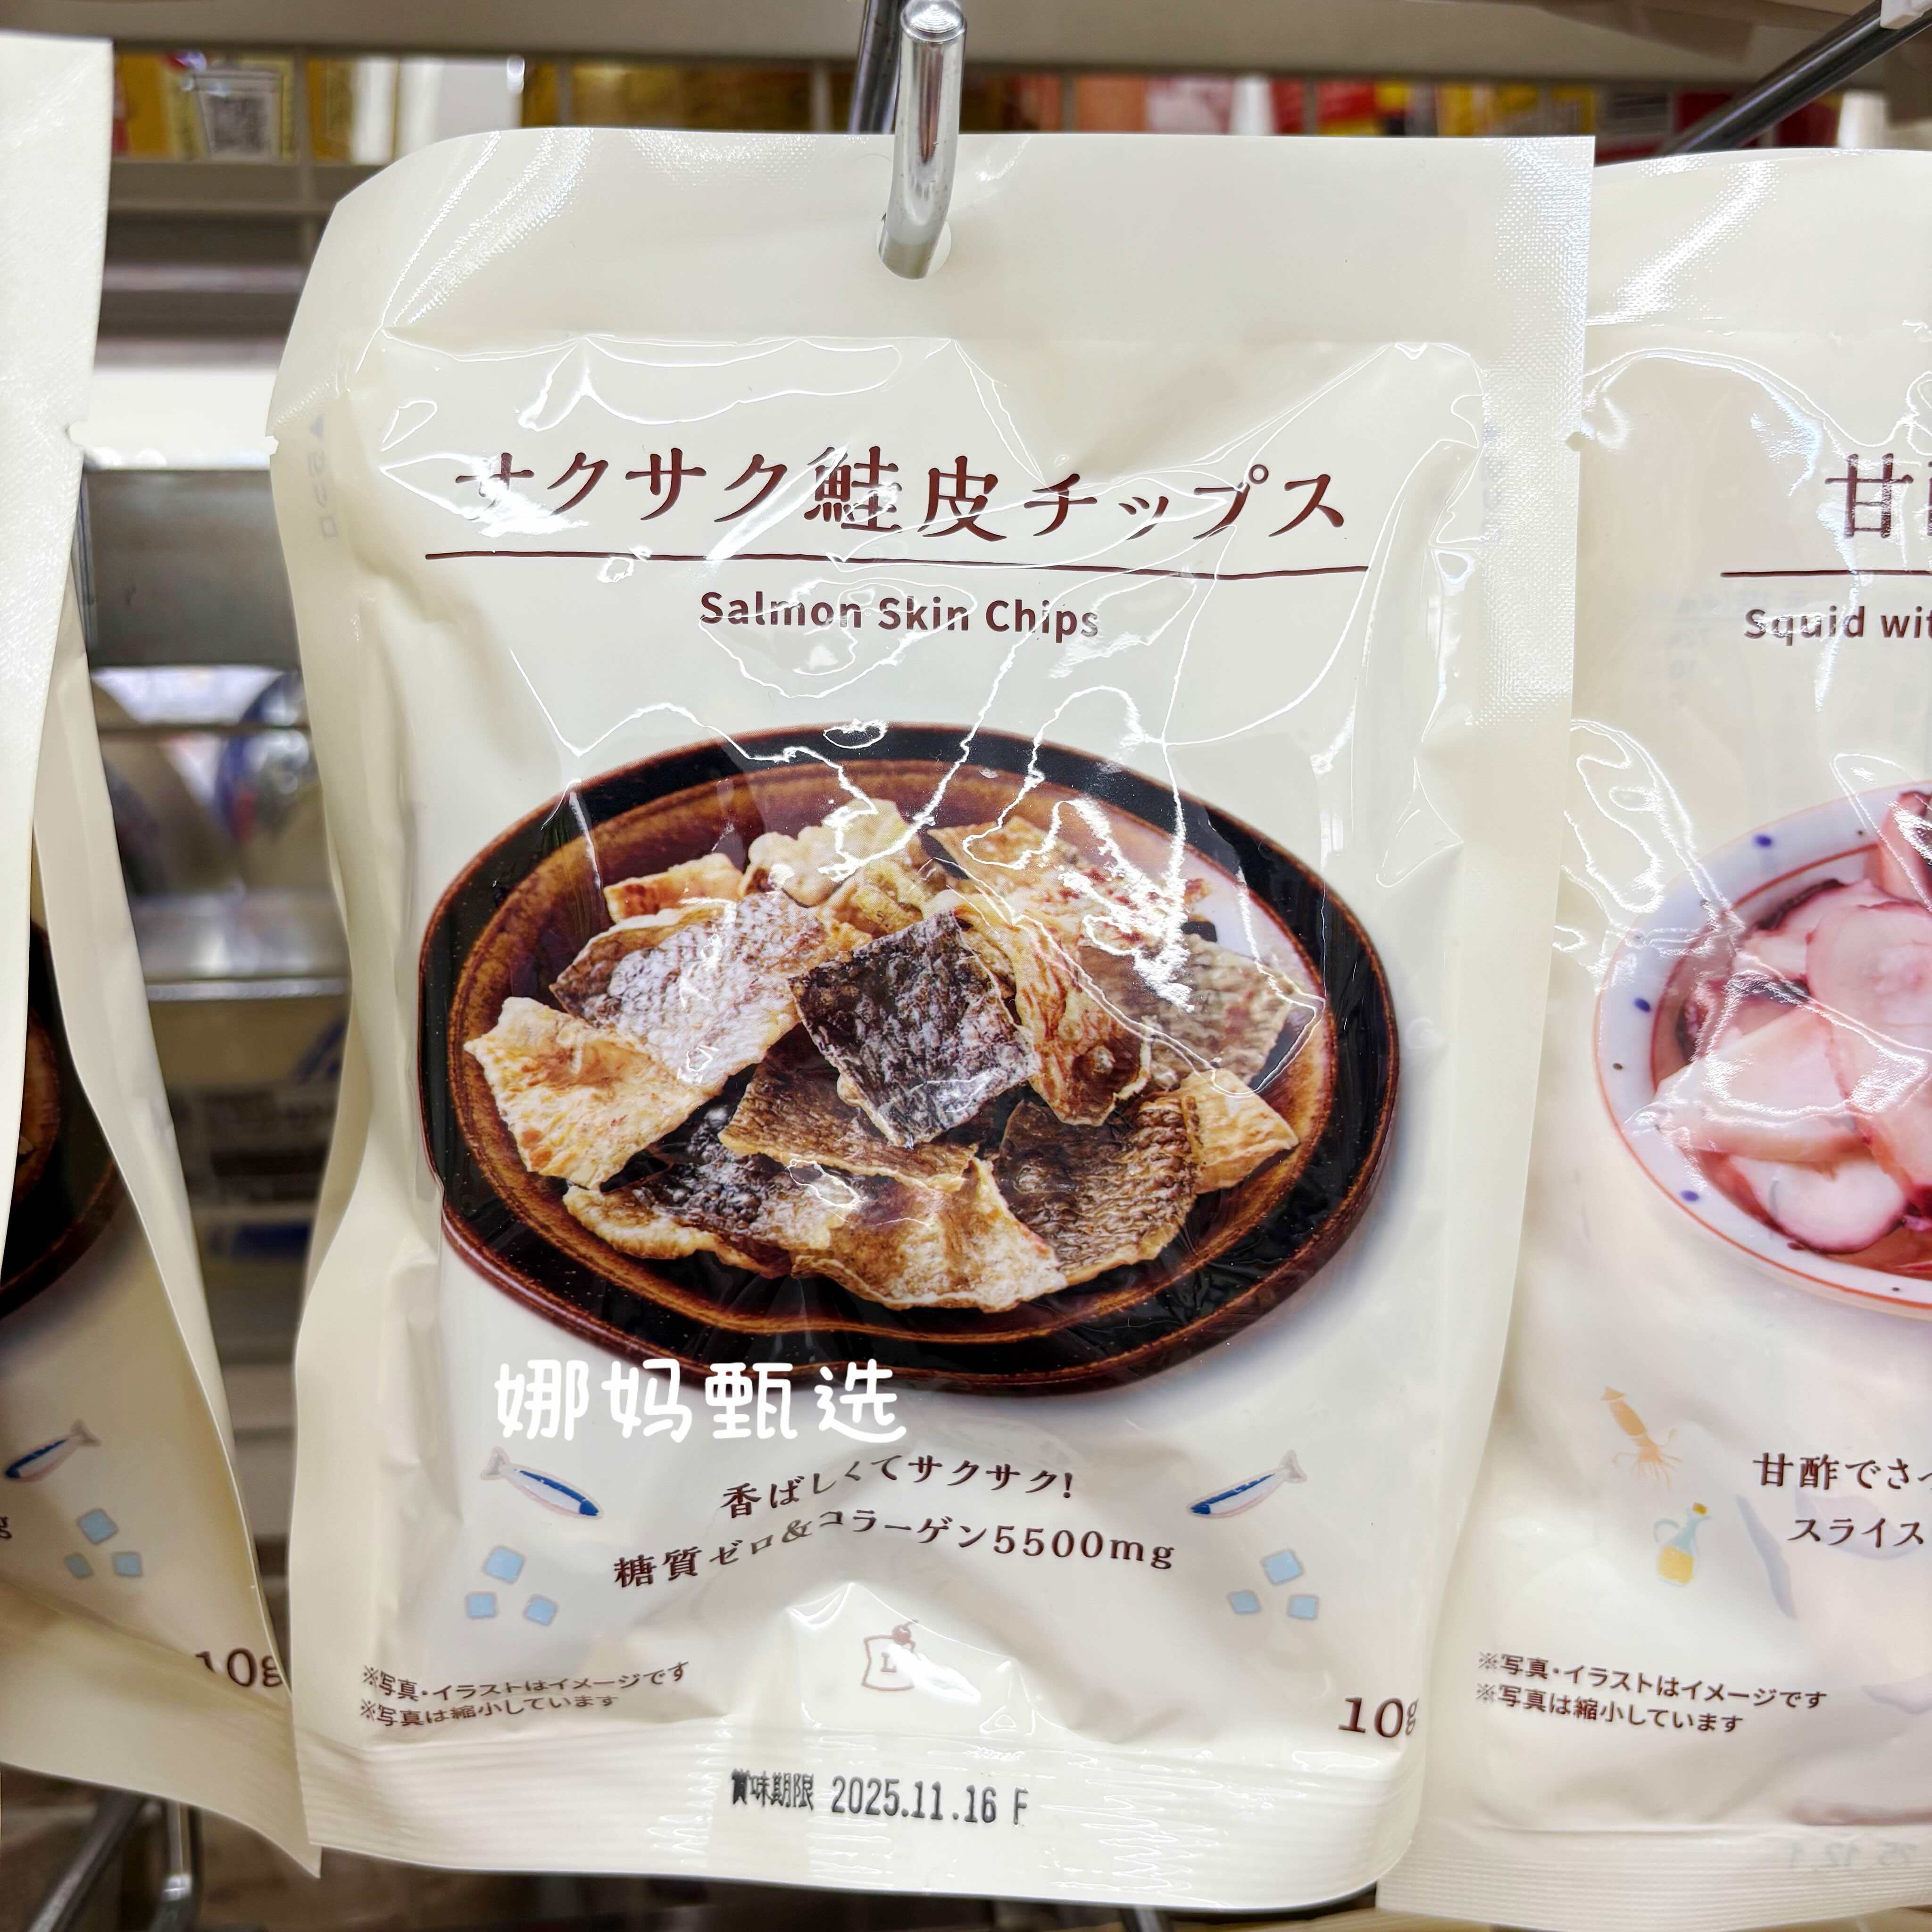 サクサク鮭皮チップス
Salmon Skin Chips
娜妈甄选
香ばしくてサクサク!
糖質ゼロ&コラーゲン5500mg
L
※写真・イラストはイメージです
※写真は縮小しています
10g
賞味期限 2025.11.16 F
10g
甘
Squid wit
甘酢でさ
スライス
※写真・イラストはイメージです
※写真は縮小しています